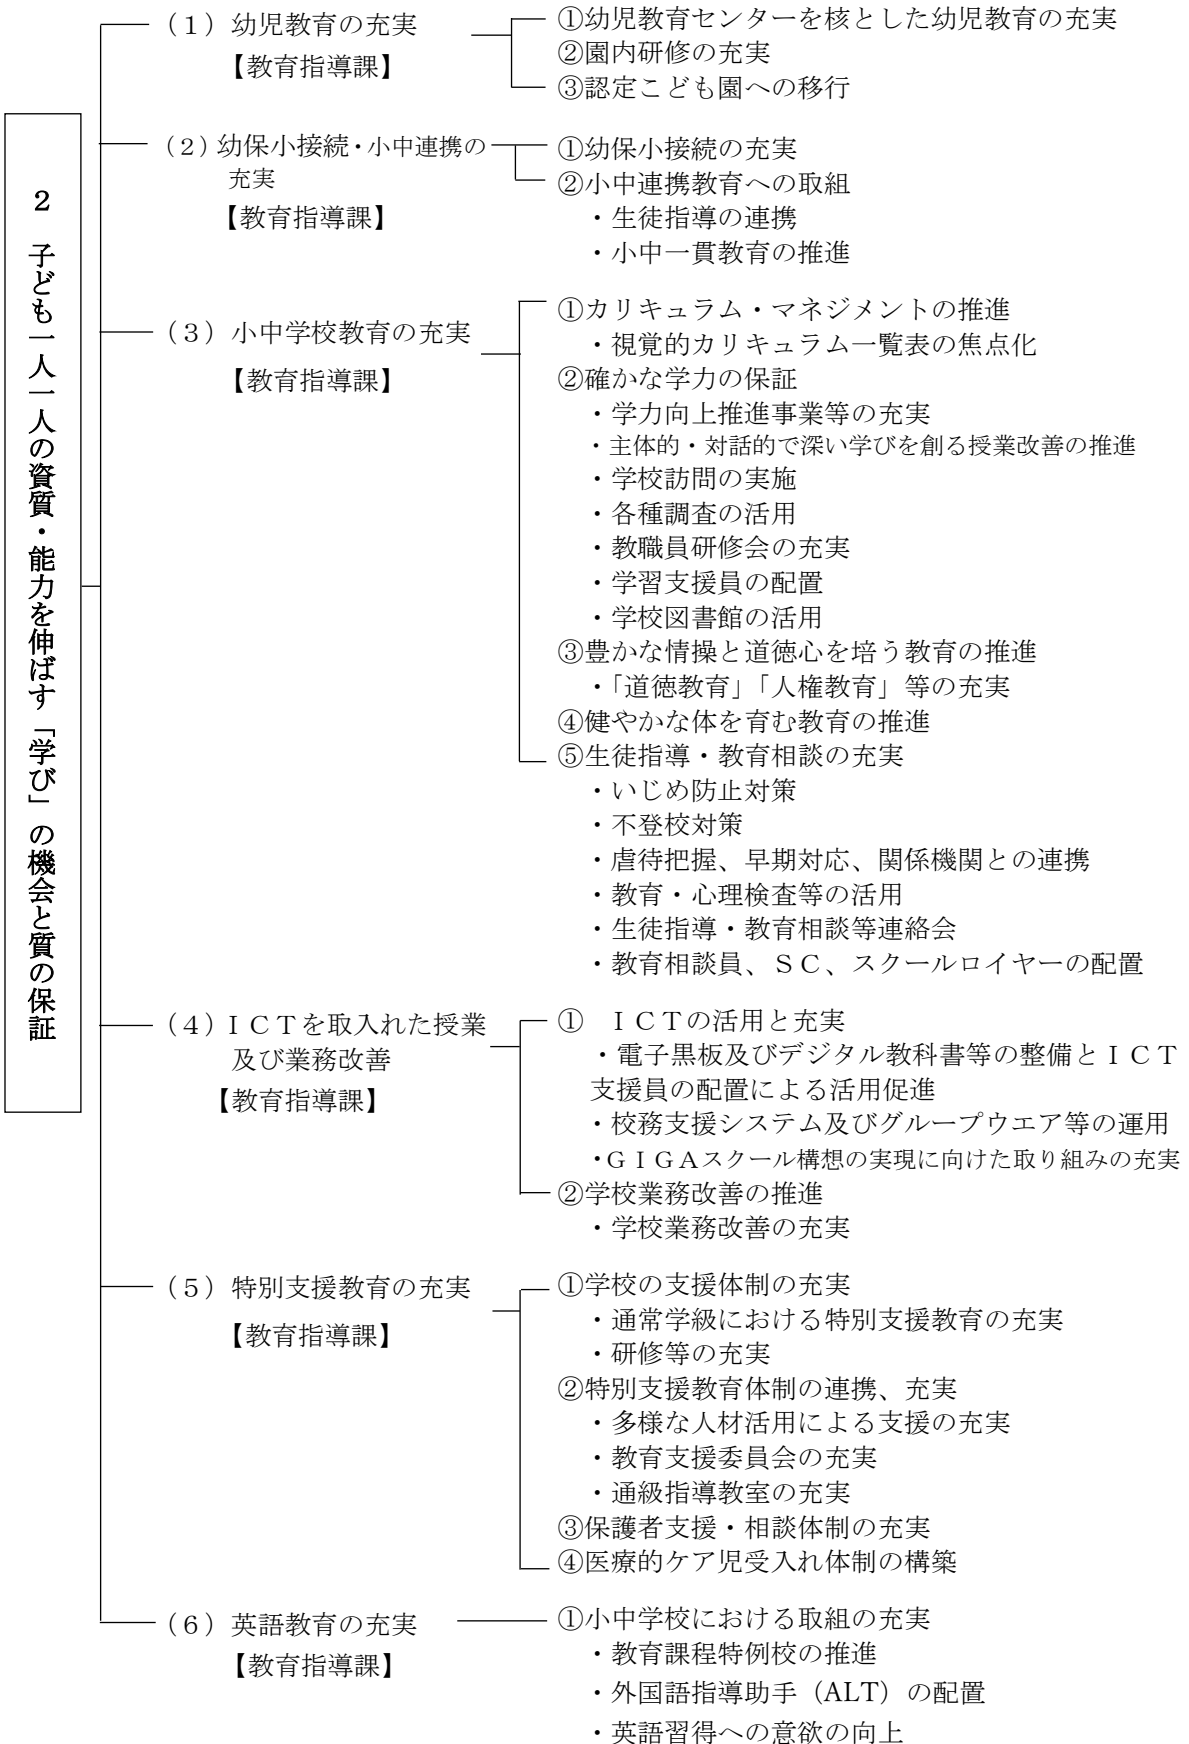 2 子ども一人一人の資質・能力を伸ばす「学び」の機会と質の保証
（１）幼児教育の充実
【教育指導課】
①幼児教育センターを核とした幼児教育の充実
②園内研修の充実
③認定こども園への移行
（２）幼保小接続・小中連携の
充実
【教育指導課】
①幼保小接続の充実
②小中連携教育への取組
・生徒指導の連携
・小中一貫教育の推進
（３）小中学校教育の充実
【教育指導課】
①カリキュラム・マネジメントの推進
・視覚的カリキュラム一覧表の焦点化
②確かな学力の保証
・学力向上推進事業等の充実
・主体的・対話的で深い学びを創る授業改善の推進
・学校訪問の実施
・各種調査の活用
・教職員研修会の充実
・学習支援員の配置
・学校図書館の活用
③豊かな情操と道徳心を培う教育の推進
・「道徳教育」「人権教育」等の充実
④健やかな体を育む教育の推進
⑤生徒指導・教育相談の充実
・いじめ防止対策
・不登校対策
・虐待把握、早期対応、関係機関との連携
・教育・心理検査等の活用
・生徒指導・教育相談等連絡会
・教育相談員、ＳＣ、スクールロイヤーの配置
（４）ＩＣＴを取入れた授業
及び業務改善
【教育指導課】
①　ＩＣＴの活用と充実
・電子黒板及びデジタル教科書等の整備とＩＣＴ
支援員の配置による活用促進
・校務支援システム及びグループウエア等の運用
・ＧＩＧＡスクール構想の実現に向けた取り組みの充実
②学校業務改善の推進
・学校業務改善の充実
（５）特別支援教育の充実
【教育指導課】
①学校の支援体制の充実
・通常学級における特別支援教育の充実
・研修等の充実
②特別支援教育体制の連携、充実
・多様な人材活用による支援の充実
・教育支援委員会の充実
・通級指導教室の充実
③保護者支援・相談体制の充実
④医療的ケア児受入れ体制の構築
（６）英語教育の充実
【教育指導課】
①小中学校における取組の充実
・教育課程特例校の推進
・外国語指導助手（ALT）の配置
・英語習得への意欲の向上